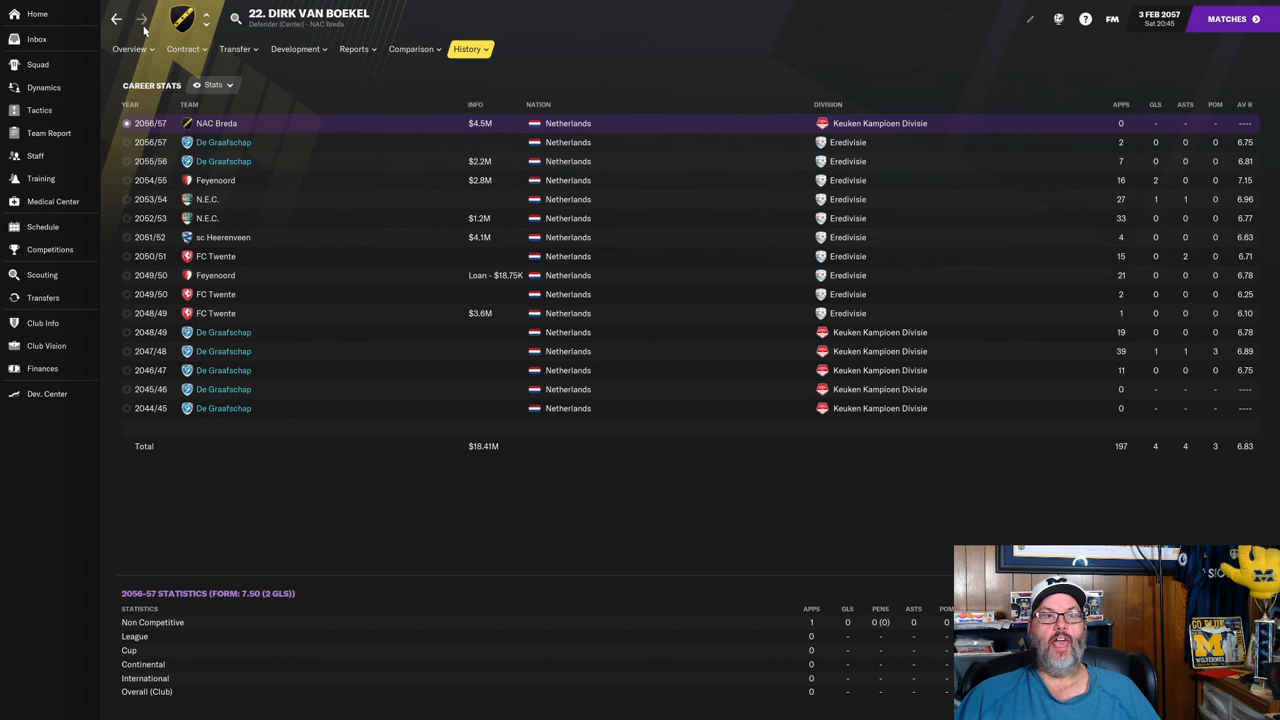 Home
Inbox
Squad
Dynamics
Tactics
Team Report
Staff
Training
Medical Center
Schedule
Competitions
Scouting
Transfers
Club Info
Club Vision
Finances
Dev. Center
22. DIRK VAN BOEKEL
Defender (Center) - NAC Breda
FM
3 FEB 2057
Sat 20:45
MATCHES
Overview Contract Transfer Development Reports Comparison History
CAREER STATS Stats
YEAR TEAM INFO NATION DIVISION APPS GLS ASTS POM AV R
2056/57 NAC Breda $4.5M Netherlands Keuken Kampioen Divisie 0 - - - ----
2056/57 De Graafschap Netherlands Eredivisie 2 0 0 0 6.75
2055/56 De Graafschap $2.2M Netherlands Eredivisie 7 0 0 0 6.81
2054/55 Feyenoord $2.8M Netherlands Eredivisie 16 2 0 0 7.15
2053/54 N.E.C. Netherlands Eredivisie 27 1 1 0 6.96
2052/53 N.E.C. $1.2M Netherlands Eredivisie 33 0 0 0 6.77
2051/52 sc Heerenveen $4.1M Netherlands Eredivisie 4 0 0 0 6.63
2050/51 FC Twente Netherlands Eredivisie 15 0 2 0 6.71
2049/50 Feyenoord Loan - $18.75K Netherlands Eredivisie 21 0 0 0 6.78
2049/50 FC Twente Netherlands Eredivisie 2 0 0 0 6.25
2048/49 FC Twente $3.6M Netherlands Eredivisie 1 0 0 0 6.10
2048/49 De Graafschap Netherlands Keuken Kampioen Divisie 19 0 0 0 6.78
2047/48 De Graafschap Netherlands Keuken Kampioen Divisie 39 1 1 3 6.89
2046/47 De Graafschap Netherlands Keuken Kampioen Divisie 11 0 0 0 6.75
2045/46 De Graafschap Netherlands Keuken Kampioen Divisie 0 - - - ----
2044/45 De Graafschap Netherlands Keuken Kampioen Divisie 0 - - - ----
Total $18.41M 197 4 4 3 6.83
2056-57 STATISTICS (FORM: 7.50 (2 GLS))
STATISTICS APPS GLS PENS ASTS POM
Non Competitive 1 0 0 (0) 0 0
League 0 - - - -
Cup 0 - - - -
Continental 0 - - - -
International 0 - - - -
Overall (Club) 0 - - - -
GO BLUE
M
WOLVERINES